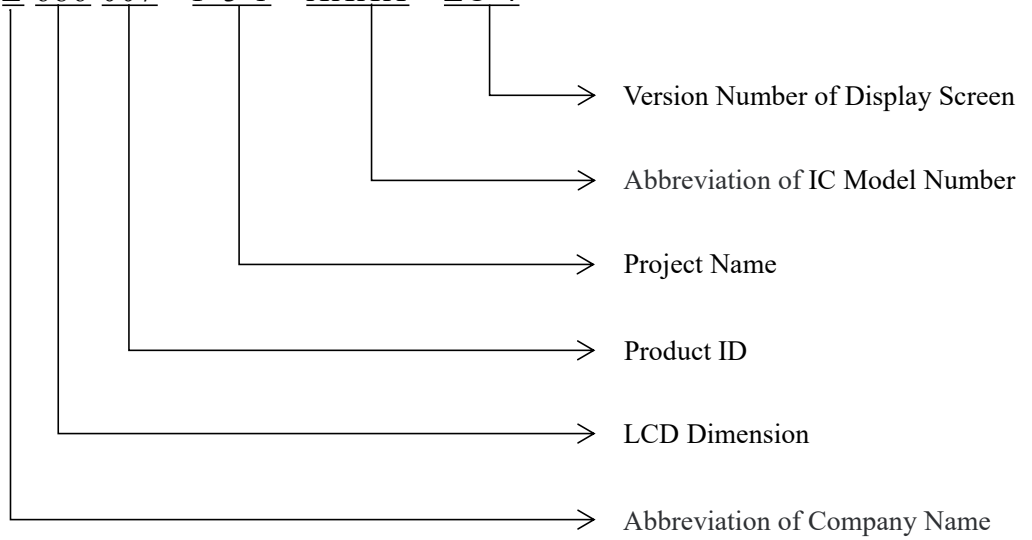 Version Number of Display Screen
Abbreviation of IC Model Number
Project Name
Product ID
LCD Dimension
Abbreviation of Company Name